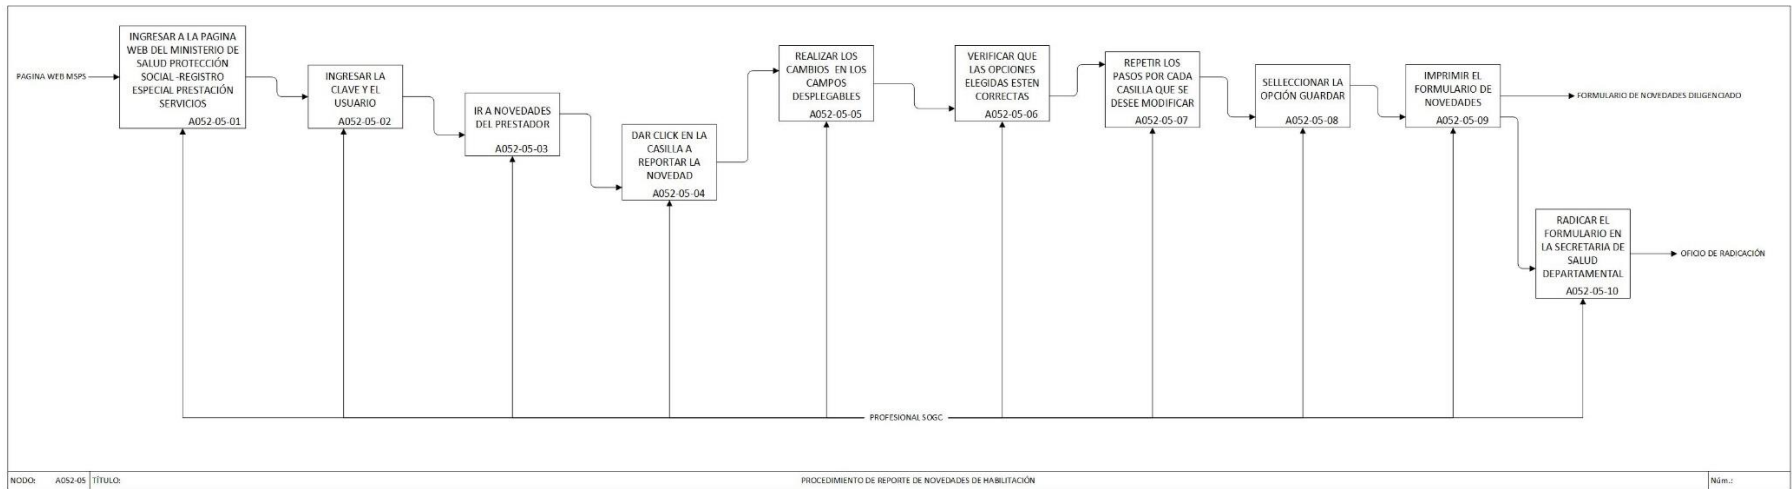 PAGINA WEB MSPS
INGRESAR A LA PAGINA
WEB DEL MINISTERIO DE
SALUD PROTECCIÓN
SOCIAL -REGISTRO
ESPECIAL PRESTACIÓN
SERVICIOS
A052-05-01
INGRESAR LA
CLAVE Y EL
USUARIO
A052-05-02
IR A NOVEDADES
DEL PRESTADOR
A052-05-03
DAR CLICK EN LA
CASILLA A
REPORTAR LA
NOVEDAD
A052-05-04
REALIZAR LOS
CAMBIOS EN LOS
CAMPOS
DESPLEGABLES
A052-05-05
VERIFICAR QUE
LAS OPCIONES
ELEGIDAS ESTEN
CORRECTAS
A052-05-06
REPETIR LOS
PASOS POR CADA
CASILLA QUE SE
DESEE MODIFICAR
A052-05-07
SELLECCIONAR LA
OPCIÓN GUARDAR
A052-05-08
IMPRIMIR EL
FORMULARIO DE
NOVEDADES
A052-05-09
FORMULARIO DE NOVEDADES DILIGENCIADO
RADICAR EL
FORMULARIO EN
LA SECRETARIA DE
SALUD
DEPARTAMENTAL
A052-05-10
OFICIO DE RADICACIÓN
PROFESIONAL SOGC
NODO: A052-05 TÍTULO: PROCEDIMIENTO DE REPORTE DE NOVEDADES DE HABILITACIÓN Núm.: